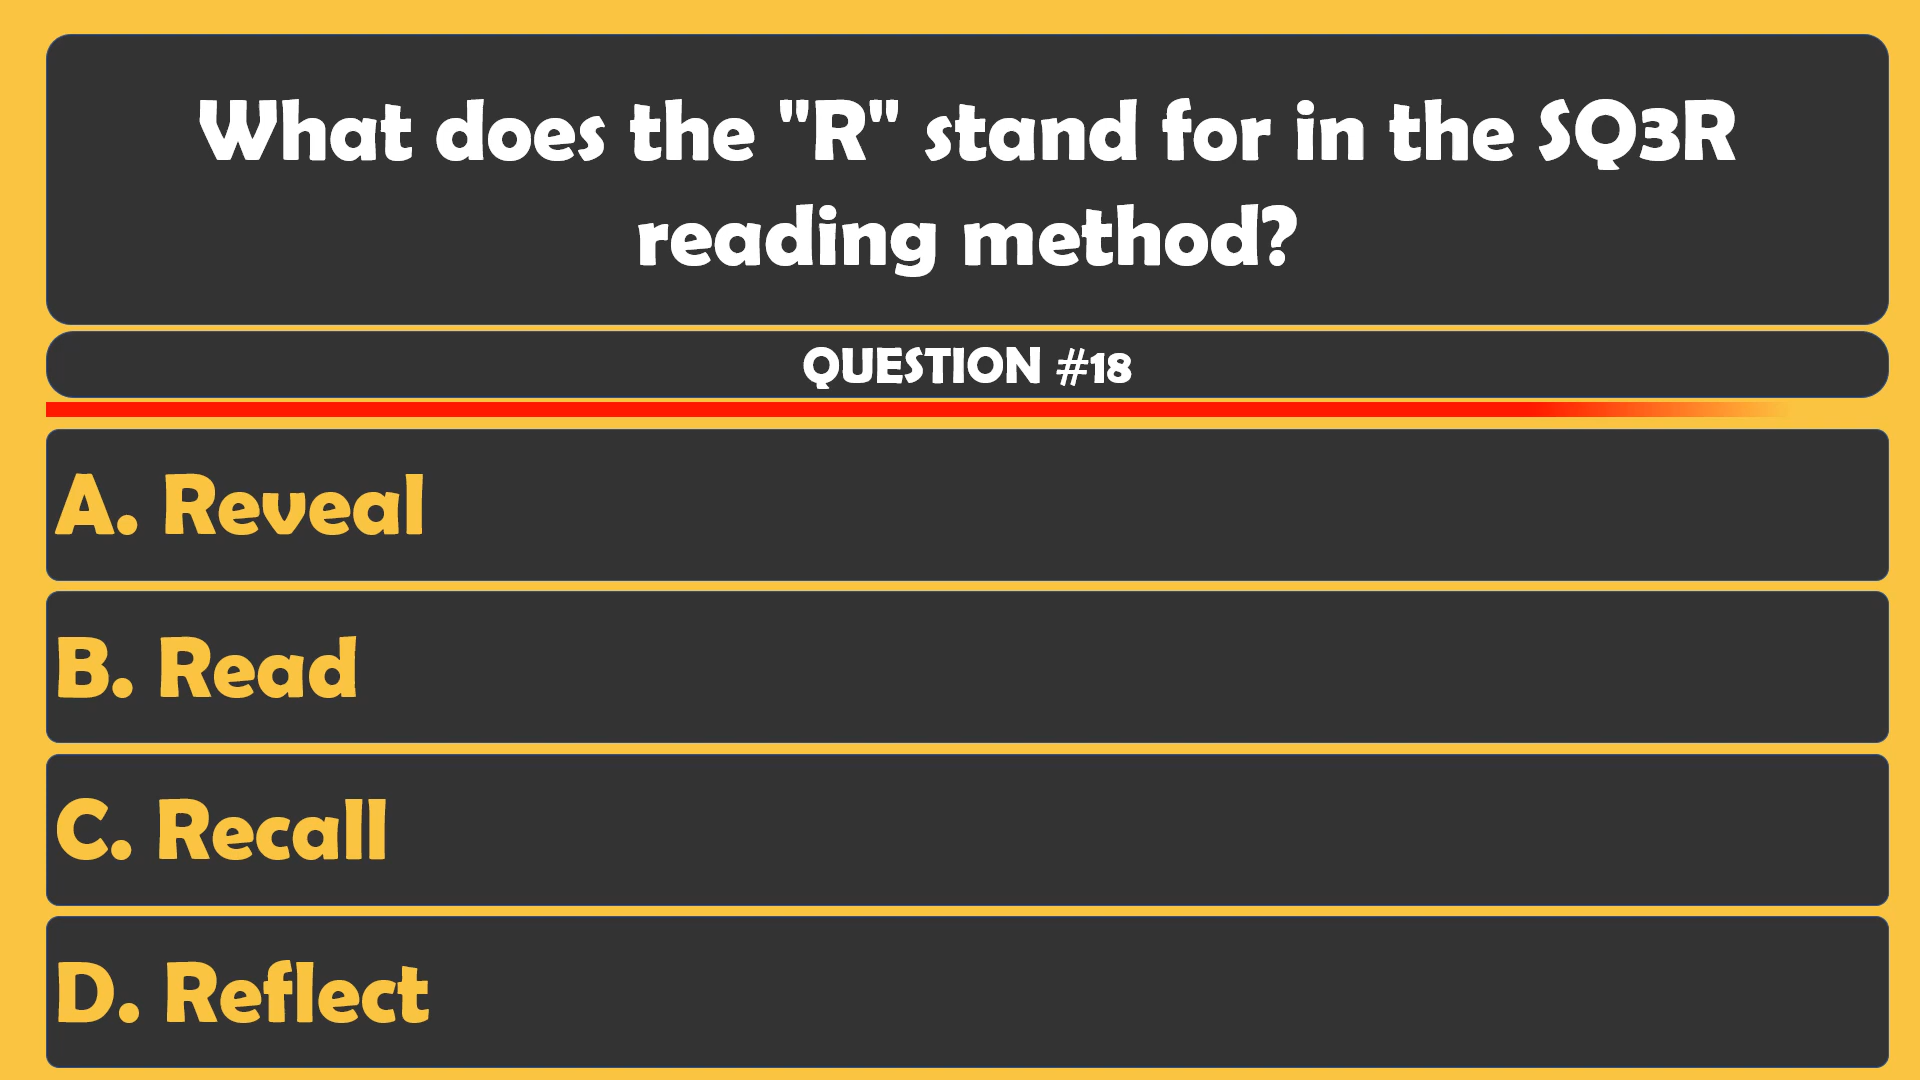 What does the "R" stand for in the SQ3R
reading method?
QUESTION #18
A. Reveal
B. Read
C. Recall
D. Reflect